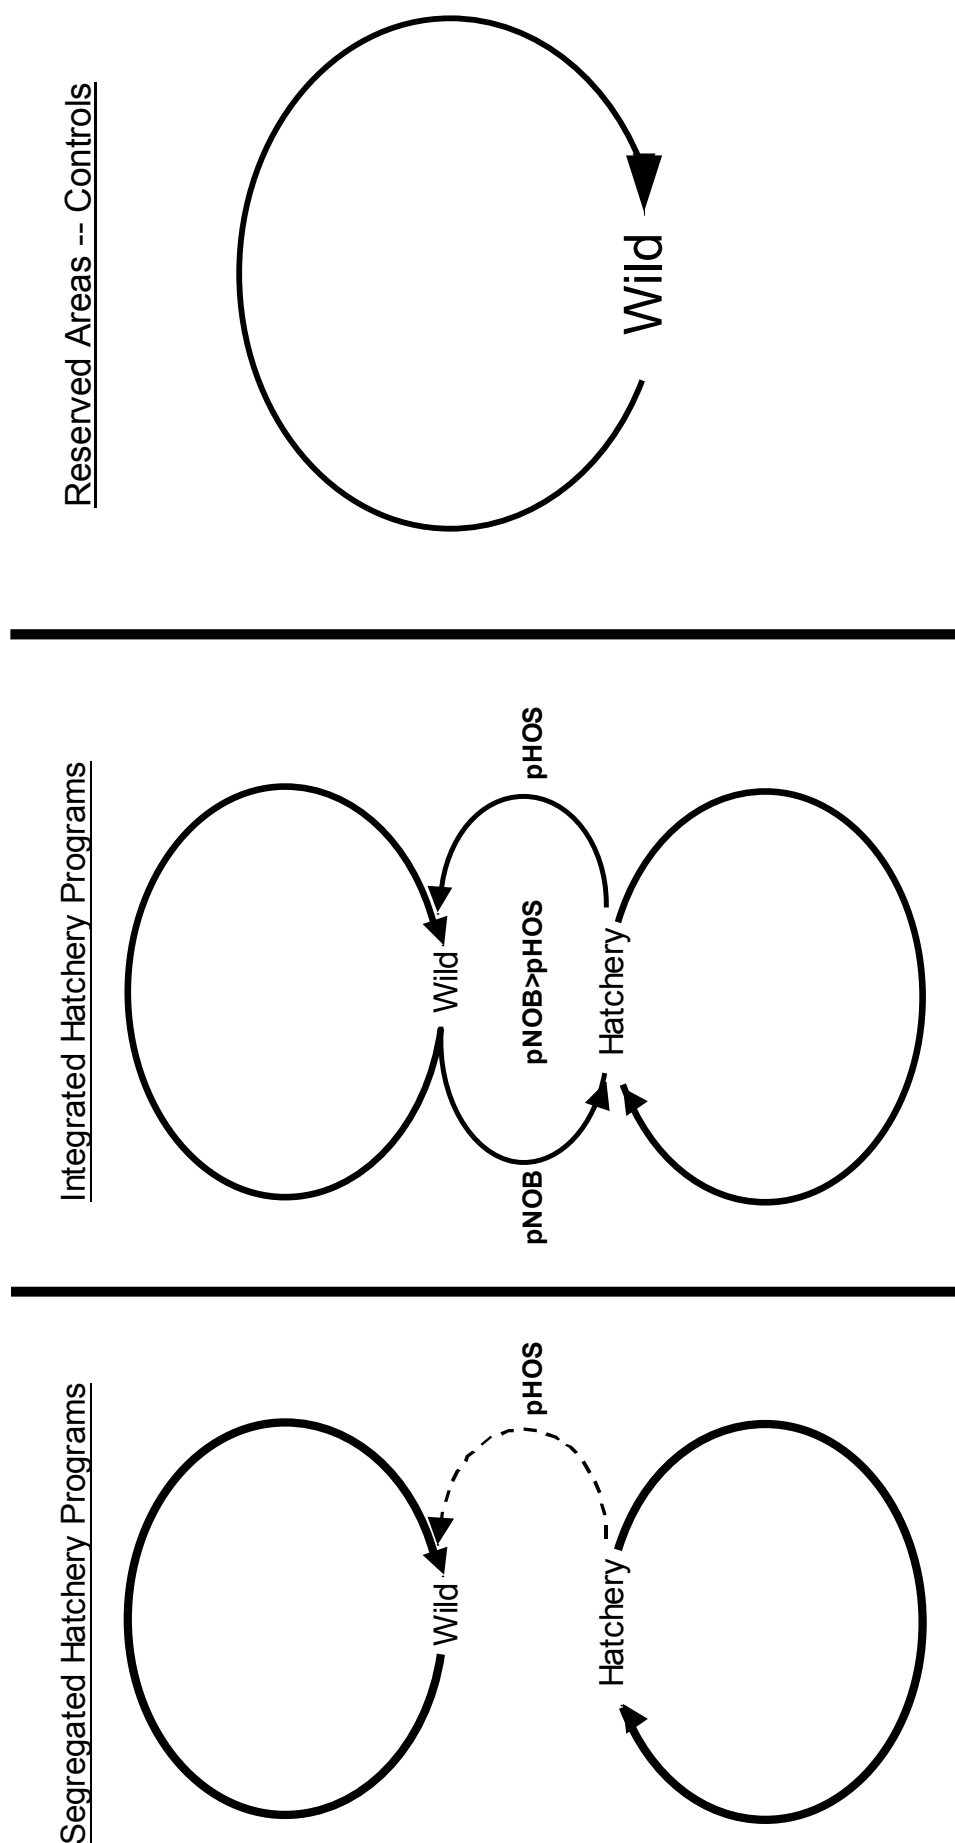 Segregated Hatchery Programs
Wild
pHOS
Hatchery
Integrated Hatchery Programs
Wild
pNOB
pNOB>pHOS
pHOS
Hatchery
Reserved Areas -- Controls
Wild